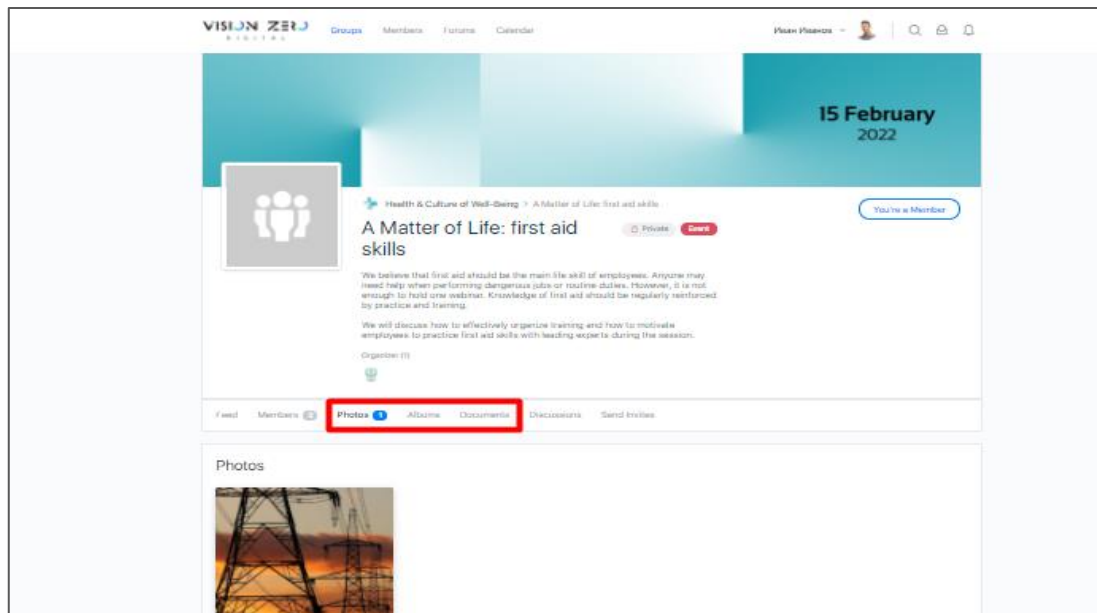 VISION ZERO
DIGITAL
Groups Members Forums Calendar
Иван Иванов
15 February
2022
Health & Culture of Well-Being > A Matter of Life: first aid skills
You're a Member
A Matter of Life: first aid
skills
Private Event
We believe that first aid should be the main life skill of employees. Anyone may
need help when performing dangerous jobs or routine duties. However, it is not
enough to hold one webinar. Knowledge of first aid should be regularly reinforced
by practice and training.
We will discuss how to effectively organize training and how to motivate
employees to practice first aid skills with leading experts during the session.
Organizer (1)
Feed Members Photos 1 Albums Documents Discussions Send Invites
Photos